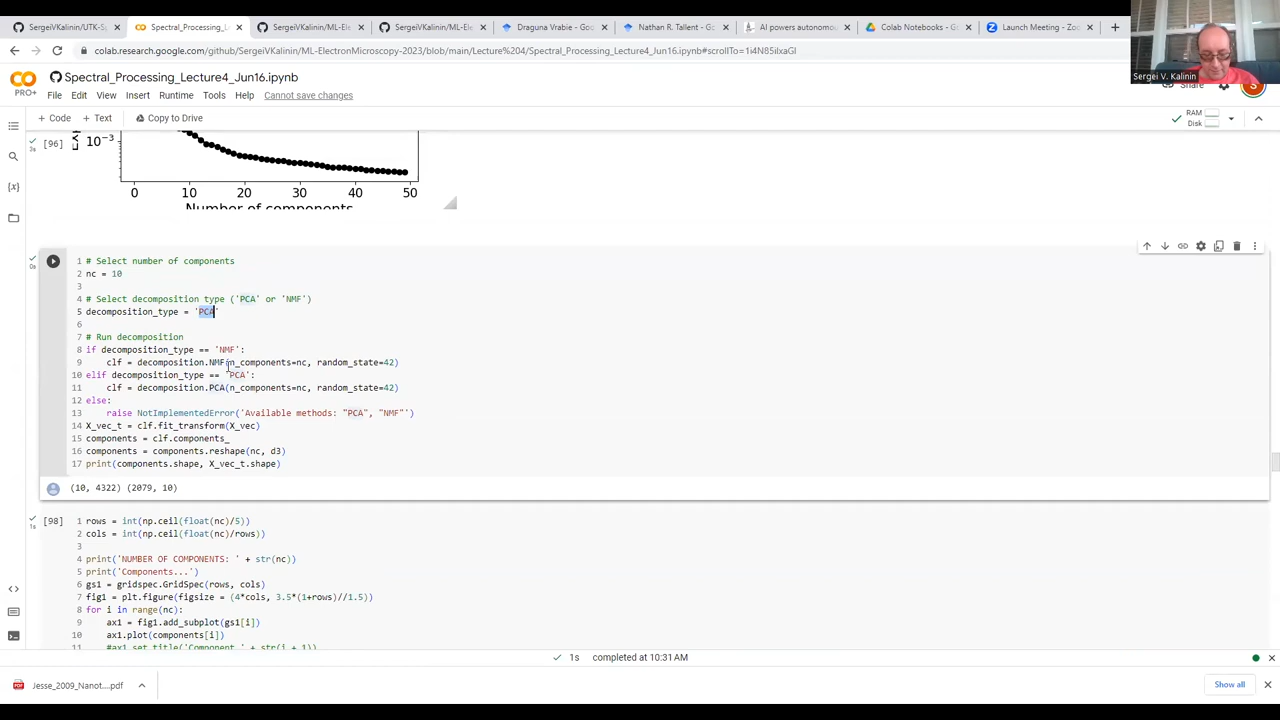 SergeiVKalinin/UTK-S
Spectral_Processing_L
SergeiVKalinin/ML-Ele
SergeiVKalinin/ML-Ele
Draguna Vrabie - Goo
Nathan R. Tallent - G
AI powers autonomou
Colab Notebooks - Go
Launch Meeting - Zoo
colab.research.google.com/github/SergeiVKalinin/ML-ElectronMicroscopy-2023/blob/main/Lecture%204/Spectral_Processing_Lecture4_Jun16.ipynb#scrollTo=1i4N85ilxaGl
Sergei V. Kalinin
PRO+
Spectral_Processing_Lecture4_Jun16.ipynb
Share
S
File Edit View Insert Runtime Tools Help Cannot save changes
+ Code + Text Copy to Drive
RAM
Disk
[96]
10⁻³
0 10 20 30 40 50
Number of components
1 # Select number of components
2 nc = 10
3
4 # Select decomposition type ('PCA' or 'NMF')
5 decomposition_type = 'PCA'
6
7 # Run decomposition
8 if decomposition_type == 'NMF':
9 clf = decomposition.NMF(n_components=nc, random_state=42)
10 elif decomposition_type == 'PCA':
11 clf = decomposition.PCA(n_components=nc, random_state=42)
12 else:
13 raise NotImplementedError('Available methods: "PCA", "NMF"')
14 X_vec_t = clf.fit_transform(X_vec)
15 components = clf.components_
16 components = components.reshape(nc, d3)
17 print(components.shape, X_vec_t.shape)
(10, 4322) (2079, 10)
[98]
1 rows = int(np.ceil(float(nc)/5))
2 cols = int(np.ceil(float(nc)/rows))
3
4 print('NUMBER OF COMPONENTS: ' + str(nc))
5 print('Components...')
6 gs1 = gridspec.GridSpec(rows, cols)
7 fig1 = plt.figure(figsize = (4*cols, 3.5*(1+rows)//1.5))
8 for i in range(nc):
9 ax1 = fig1.add_subplot(gs1[i])
10 ax1.plot(components[i])
11 #ax1.set_title('Component ' + str(i + 1))
1s completed at 10:31 AM
Jesse_2009_Nanot....pdf
Show all